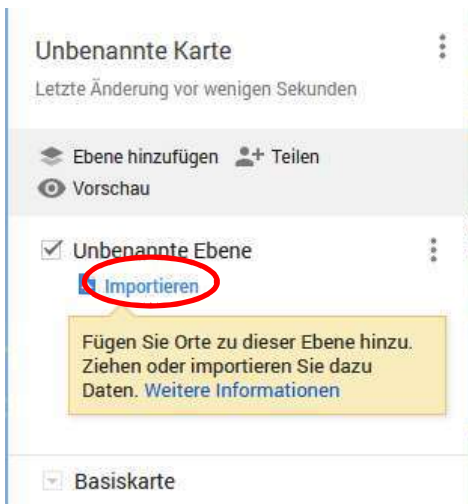 Unbenannte Karte
Letzte Änderung vor wenigen Sekunden
Ebene hinzufügen Teilen
Vorschau
Unbenannte Ebene
Importieren
Fügen Sie Orte zu dieser Ebene hinzu.
Ziehen oder importieren Sie dazu
Daten. Weitere Informationen
Basiskarte